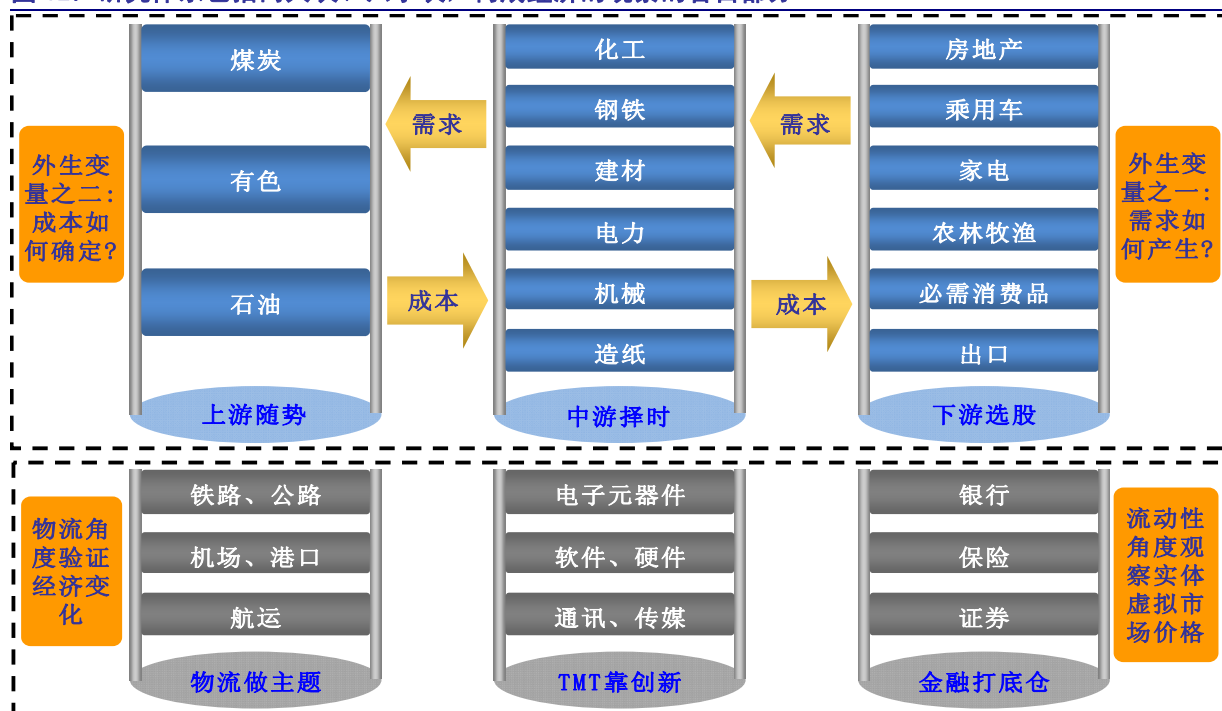 外生变
量之二:
成本如
何确定?
煤炭
有色
石油
上游随势
需求
成本
化工
钢铁
建材
电力
机械
造纸
中游择时
需求
成本
房地产
乘用车
家电
农林牧渔
必需消费品
出口
下游选股
外生变
量之一:
需求如
何产生?
物流角
度验证
经济变
化
铁路、公路
机场、港口
航运
物流做主题
电子元器件
软件、硬件
通讯、传媒
TMT靠创新
银行
保险
证券
金融打底仓
流动性
角度观
察实体
虚拟市
场价格